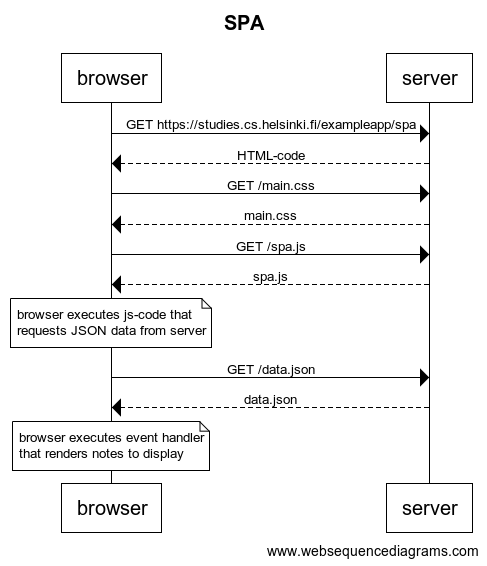 SPA
browser
server
GET https://studies.cs.helsinki.fi/exampleapp/spa
HTML-code
GET /main.css
main.css
GET /spa.js
spa.js
browser executes js-code that
requests JSON data from server
GET /data.json
data.json
browser executes event handler
that renders notes to display
browser
server
www.websequencediagrams.com